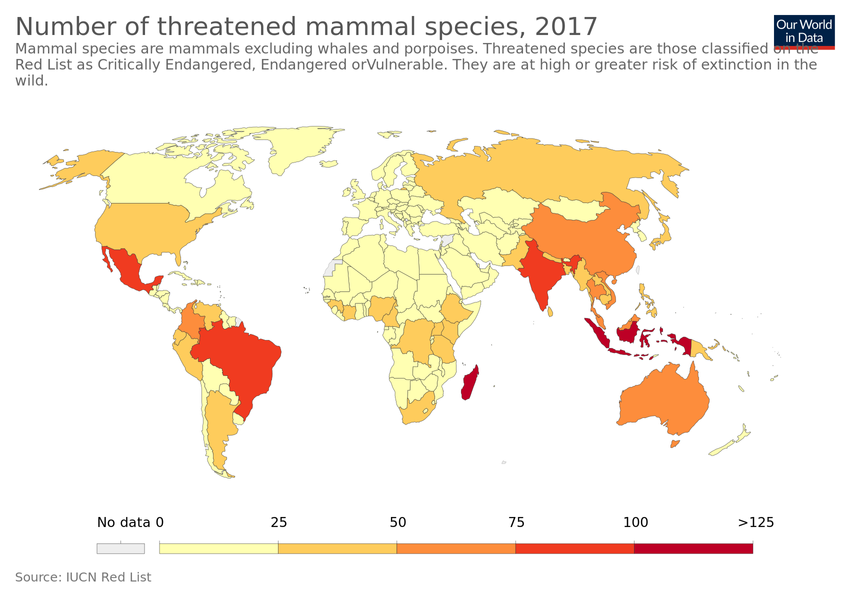 Number of threatened mammal species, 2017
Our World
in Data
Mammal species are mammals excluding whales and porpoises. Threatened species are those classified on the
Red List as Critically Endangered, Endangered orVulnerable. They are at high or greater risk of extinction in the
wild.
No data 0 25 50 75 100 >125
Source: IUCN Red List